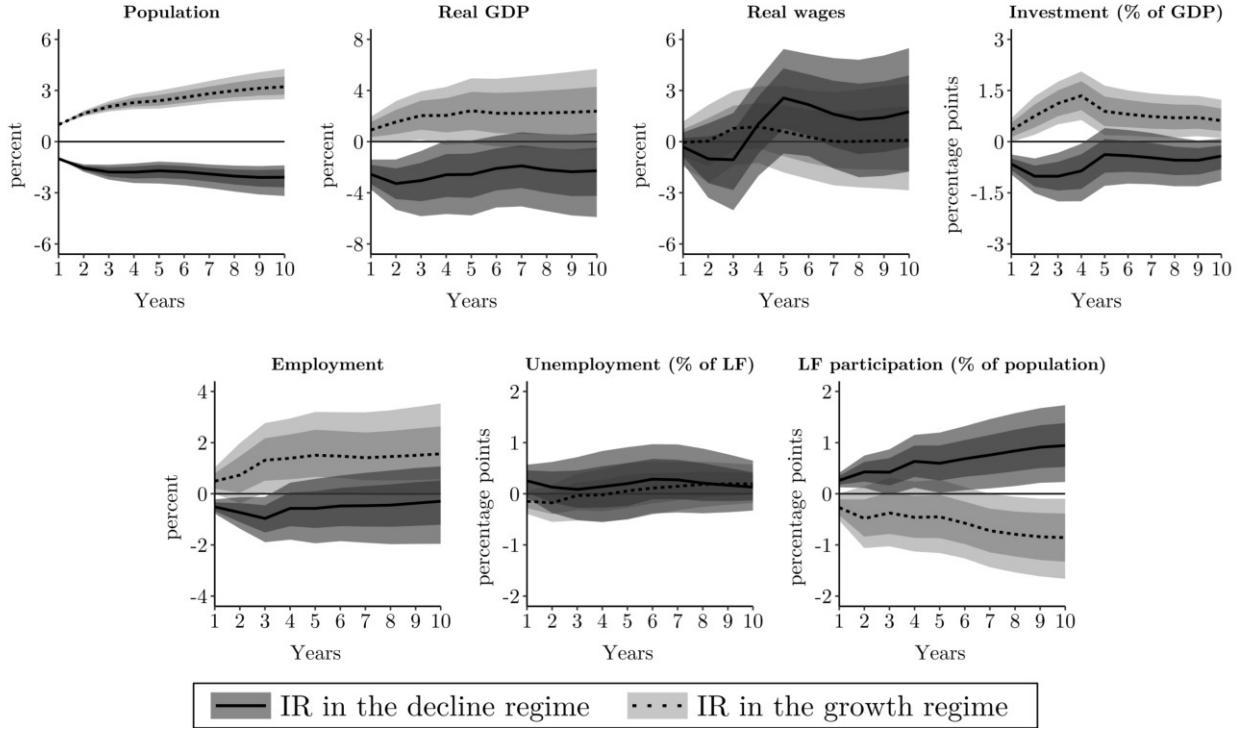 Population
6
3
0
-3
-6
percent
1 2 3 4 5 6 7 8 9 10
Years
Real GDP
8
4
0
-4
-8
percent
1 2 3 4 5 6 7 8 9 10
Years
Real wages
6
3
0
-3
-6
percent
1 2 3 4 5 6 7 8 9 10
Years
Investment (% of GDP)
3
1.5
0
-1.5
-3
percentage points
1 2 3 4 5 6 7 8 9 10
Years
Employment
4
2
0
-2
-4
percent
1 2 3 4 5 6 7 8 9 10
Years
Unemployment (% of LF)
2
1
0
-1
-2
percentage points
1 2 3 4 5 6 7 8 9 10
Years
LF participation (% of population)
2
1
0
-1
-2
percentage points
1 2 3 4 5 6 7 8 9 10
Years
IR in the decline regime
IR in the growth regime